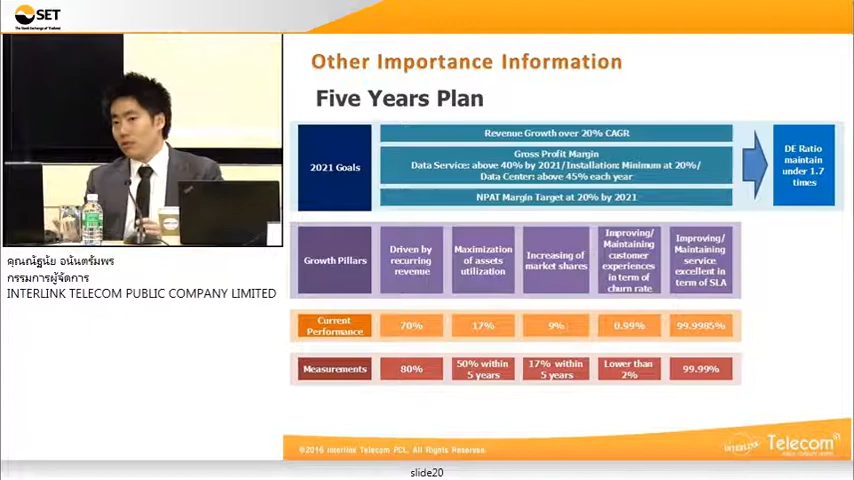 SET
The Stock Exchange of Thailand
Other Importance Information
Five Years Plan
2021 Goals
Revenue Growth over 20% CAGR
Gross Profit Margin
Data Service: above 40% by 2021/Installation: Minimum at 20%/
Data Center: above 45% each year
NPAT Margin Target at 20% by 2021
DE Ratio
maintain
under 1.7
times
Growth Pillars
Driven by
recurring
revenue
Maximization
of assets
utilization
Increasing of
market shares
Improving/
Maintaining
customer
experiences
in term of
churn rate
Improving/
Maintaining
service
excellent in
term of SLA
Current
Performance
70%
17%
9%
0.99%
99.9985%
Measurements
80%
50% within
5 years
17% within
5 years
Lower than
2%
99.99%
คุณณัฐนัย อนันตรัมพร
กรรมการผู้จัดการ
INTERLINK TELECOM PUBLIC COMPANY LIMITED
©2016 Interlink Telecom PCL. All Rights Reserved.
INTERLINK Telecom
slide20